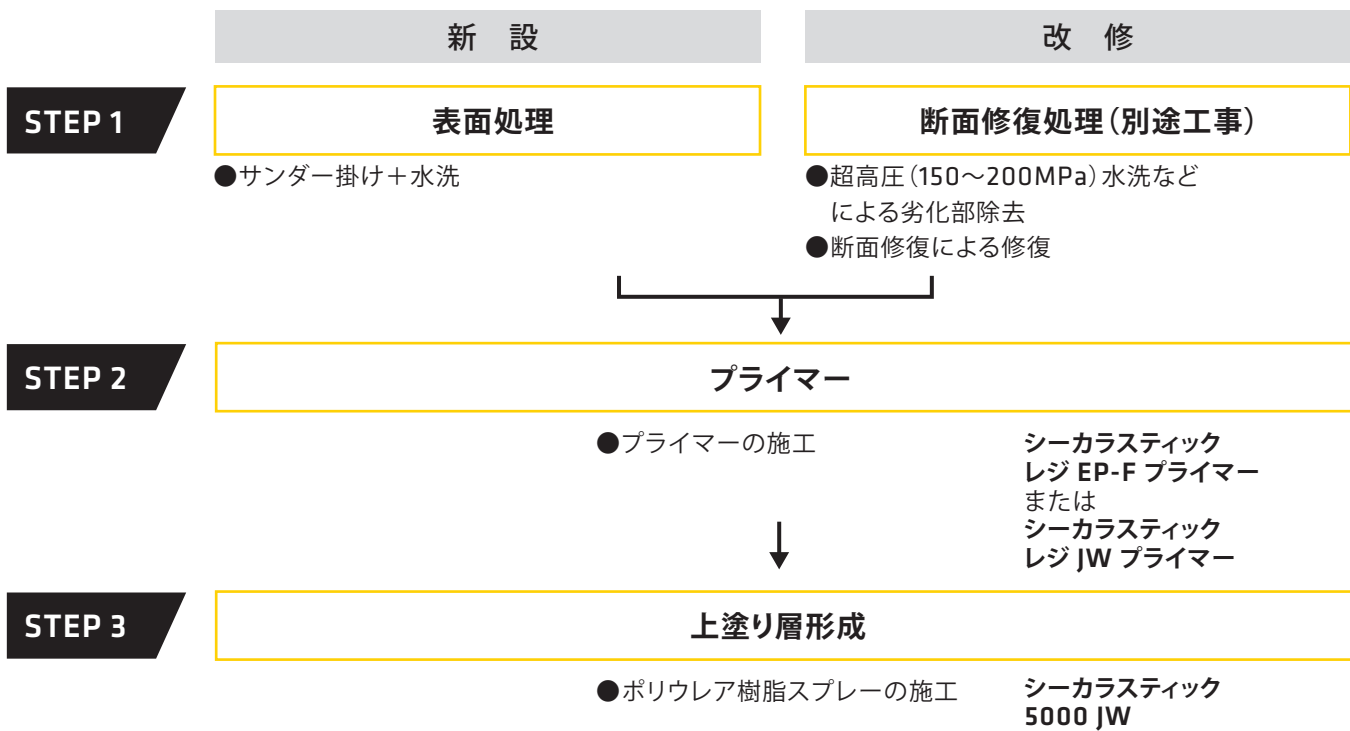 新　設
改　修
STEP 1
表面処理
断面修復処理（別途工事）
●サンダー掛け＋水洗
●超高圧（150～200MPa）水洗など
による劣化部除去
●断面修復による修復
STEP 2
プライマー
●プライマーの施工
シーカラスティック
レジ EP-F プライマー
または
シーカラスティック
レジ JW プライマー
STEP 3
上塗り層形成
●ポリウレア樹脂スプレーの施工
シーカラスティック
5000 JW